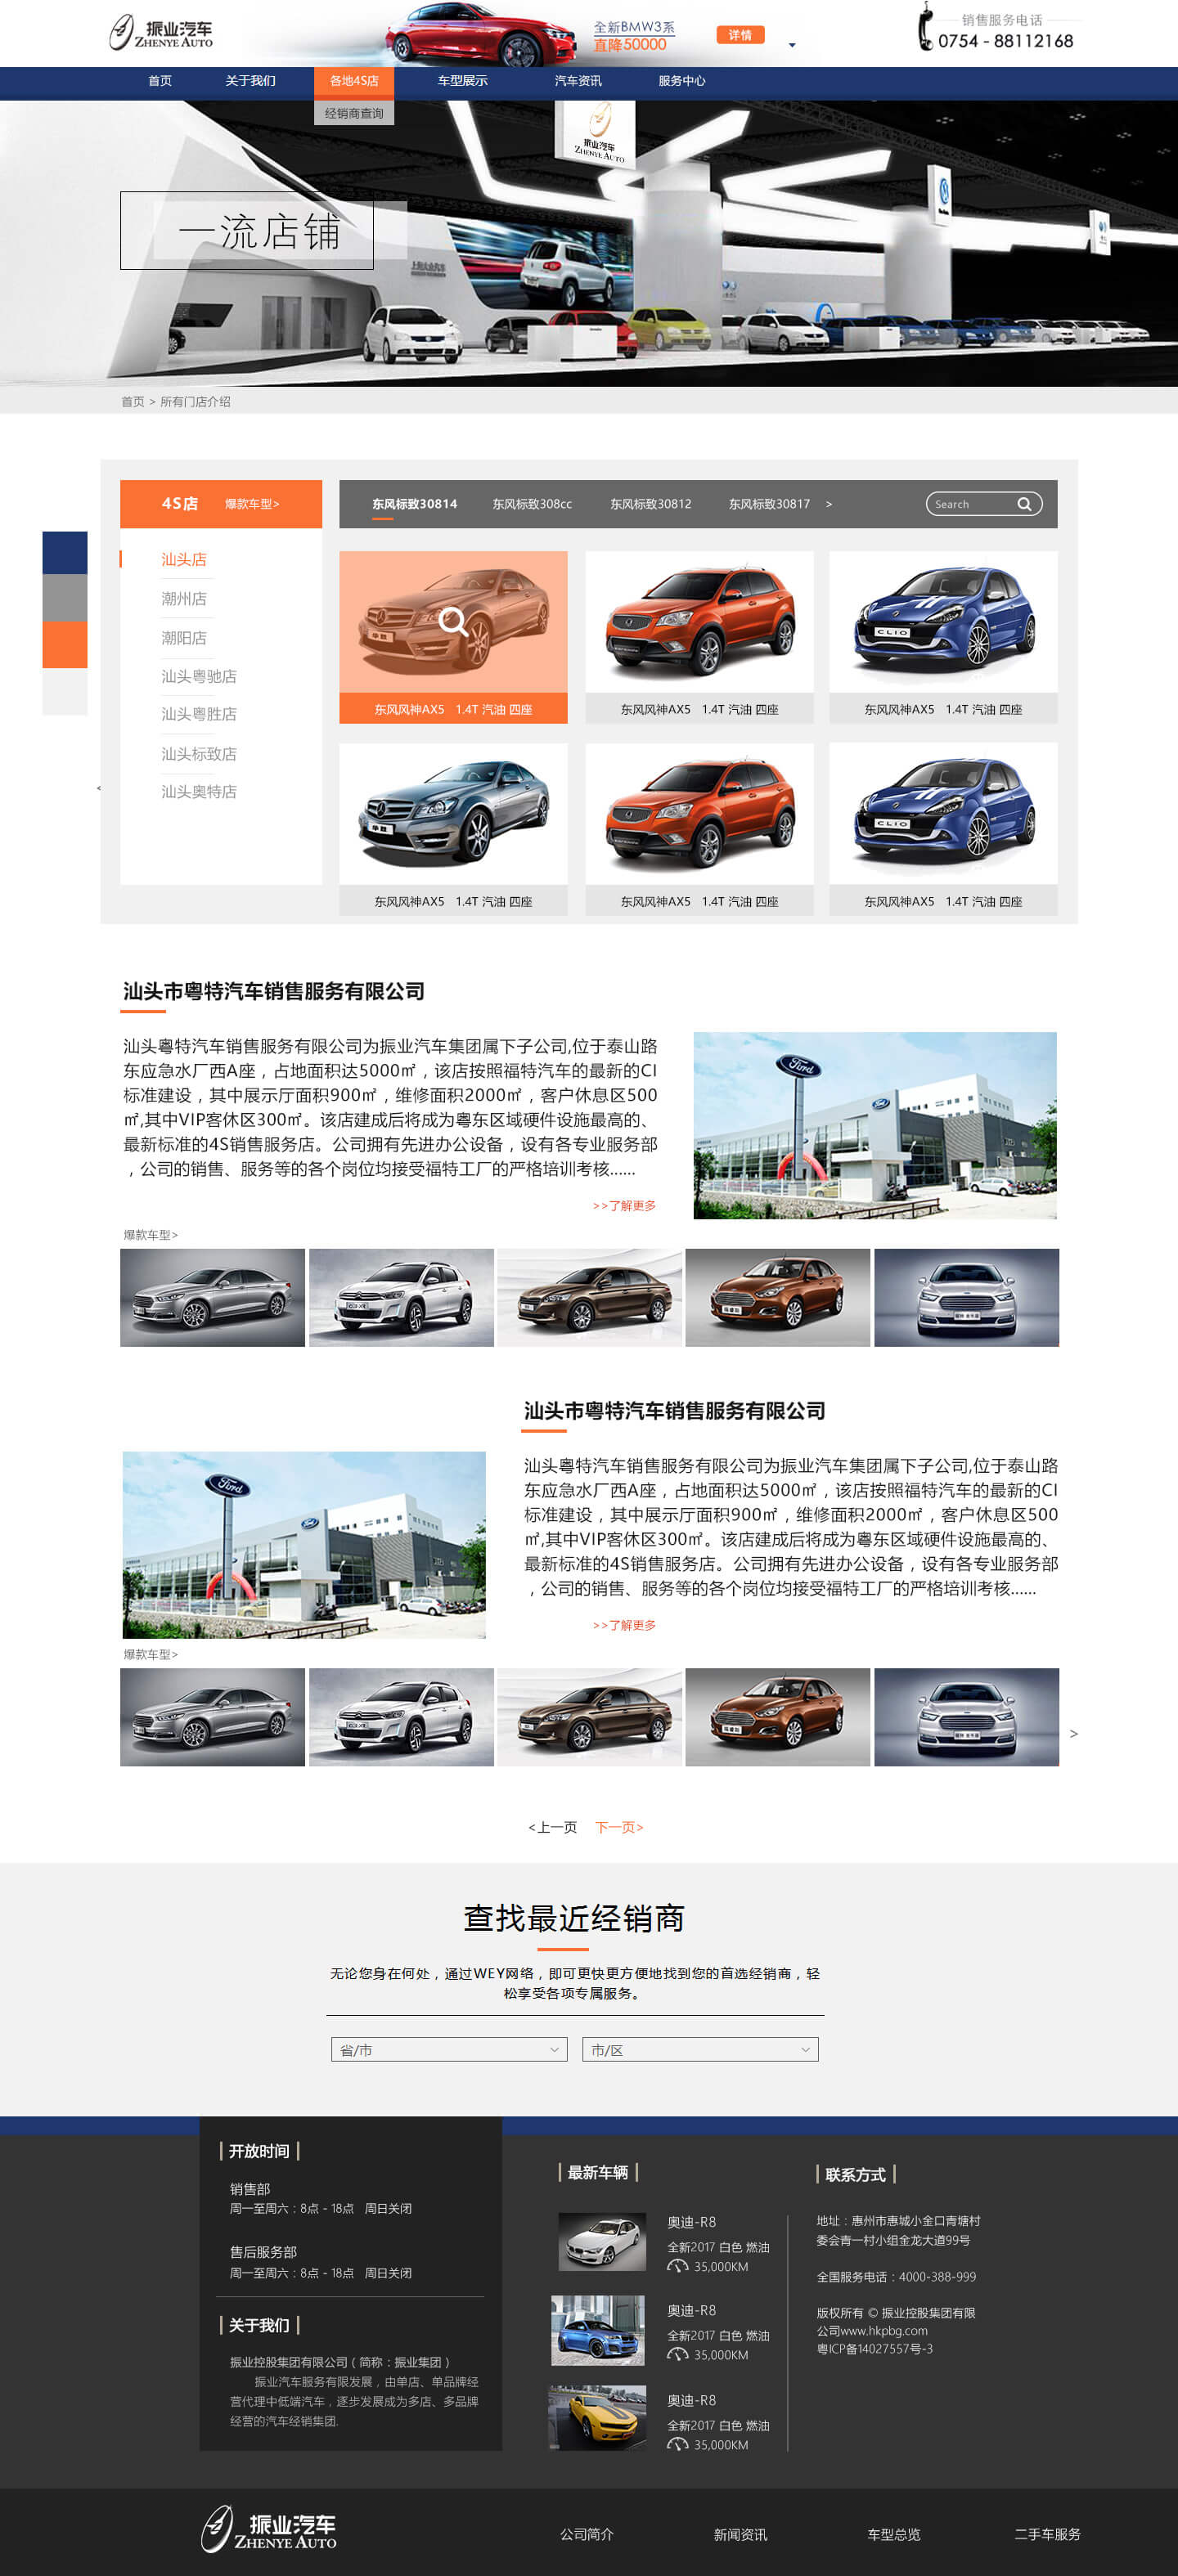 振业汽车
ZHENYE AUTO
全新BMW3系
直降50000
详情
销售服务电话
0754 - 88112168
首页
关于我们
各地4S店
车型展示
汽车资讯
服务中心
经销商查询
振业汽车
ZHENYE AUTO
一流店铺
首页 > 所有门店介绍
4S店
爆款车型>
东风标致30814
东风标致308cc
东风标致30812
东风标致30817
>
Search
汕头店
潮州店
潮阳店
汕头粤驰店
汕头粤胜店
汕头标致店
汕头奥特店
<
华胜
CLIO
东风风神AX5 1.4T 汽油 四座
东风风神AX5 1.4T 汽油 四座
东风风神AX5 1.4T 汽油 四座
华胜
CLIO
东风风神AX5 1.4T 汽油 四座
东风风神AX5 1.4T 汽油 四座
东风风神AX5 1.4T 汽油 四座
汕头市粤特汽车销售服务有限公司
汕头粤特汽车销售服务有限公司为振业汽车集团属下子公司,位于泰山路
东应急水厂西A座，占地面积达5000㎡，该店按照福特汽车的最新的CI
标准建设，其中展示厅面积900㎡，维修面积2000㎡，客户休息区500
㎡,其中VIP客休区300㎡。该店建成后将成为粤东区域硬件设施最高的、
最新标准的4S销售服务店。公司拥有先进办公设备，设有各专业服务部
，公司的销售、服务等的各个岗位均接受福特工厂的严格培训考核......
Ford
>>了解更多
爆款车型>
汕头市粤特汽车销售服务有限公司
汕头粤特汽车销售服务有限公司为振业汽车集团属下子公司,位于泰山路
东应急水厂西A座，占地面积达5000㎡，该店按照福特汽车的最新的CI
标准建设，其中展示厅面积900㎡，维修面积2000㎡，客户休息区500
㎡,其中VIP客休区300㎡。该店建成后将成为粤东区域硬件设施最高的、
最新标准的4S销售服务店。公司拥有先进办公设备，设有各专业服务部
，公司的销售、服务等的各个岗位均接受福特工厂的严格培训考核......
Ford
>>了解更多
爆款车型>
>
<上一页
下一页>
查找最近经销商
无论您身在何处，通过WEY网络，即可更快更方便地找到您的首选经销商，轻
松享受各项专属服务。
省/市
市/区
开放时间
销售部
周一至周六：8点 - 18点 周日关闭
售后服务部
周一至周六：8点 - 18点 周日关闭
关于我们
振业控股集团有限公司（简称：振业集团）
振业汽车服务有限发展，由单店、单品牌经
营代理中低端汽车，逐步发展成为多店、多品牌
经营的汽车经销集团.
最新车辆
奥迪-R8
全新2017 白色 燃油
35,000KM
奥迪-R8
全新2017 白色 燃油
35,000KM
奥迪-R8
全新2017 白色 燃油
35,000KM
联系方式
地址：惠州市惠城小金口青塘村
委会青一村小组金龙大道99号
全国服务电话：4000-388-999
版权所有 © 振业控股集团有限
公司www.hkpbg.com
粤ICP备14027557号-3
振业汽车
ZHENYE AUTO
公司简介
新闻资讯
车型总览
二手车服务